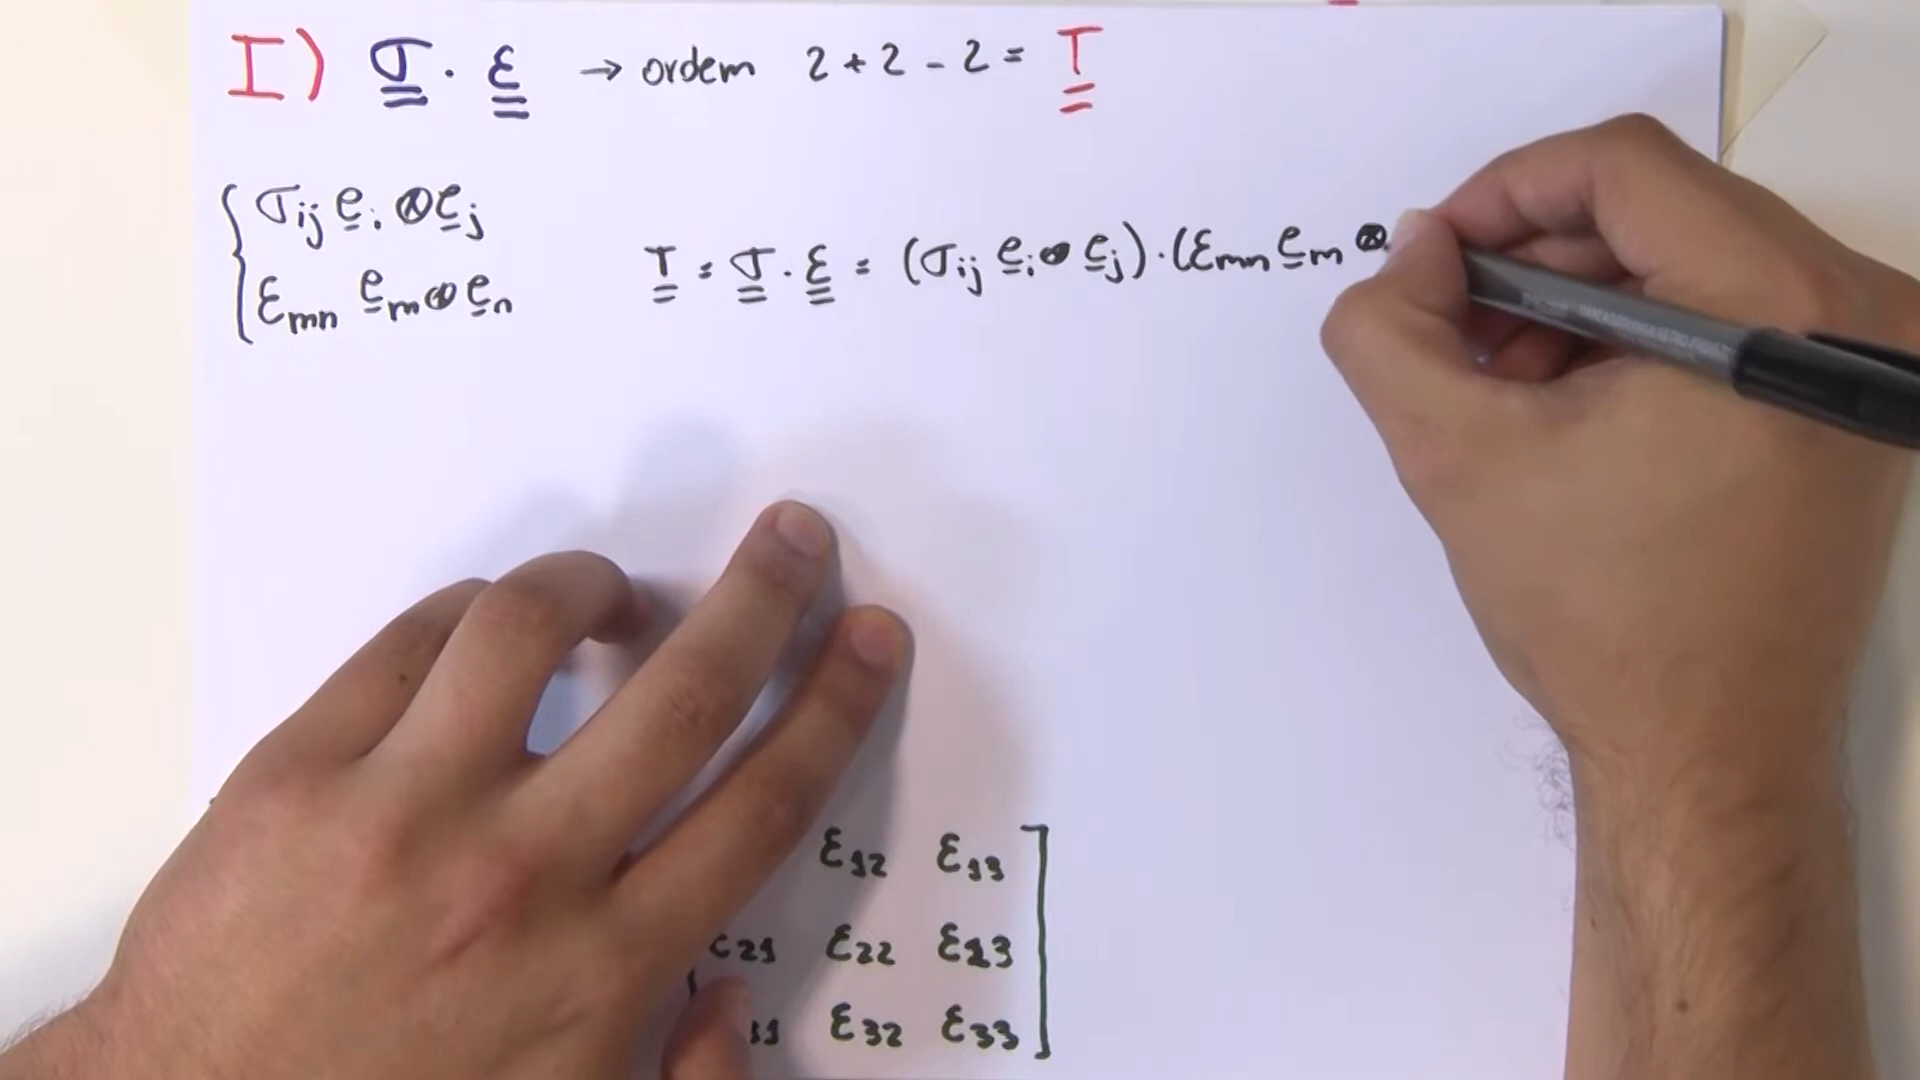 I) σ · ε → ordem 2 + 2 - 2 = T
σij ei ⊗ ej
εmn em ⊗ en
T = σ · ε = (σij ei ⊗ ej) · (εmn em ⊗
ε12 ε13
ε21 ε22 ε23
ε32 ε33